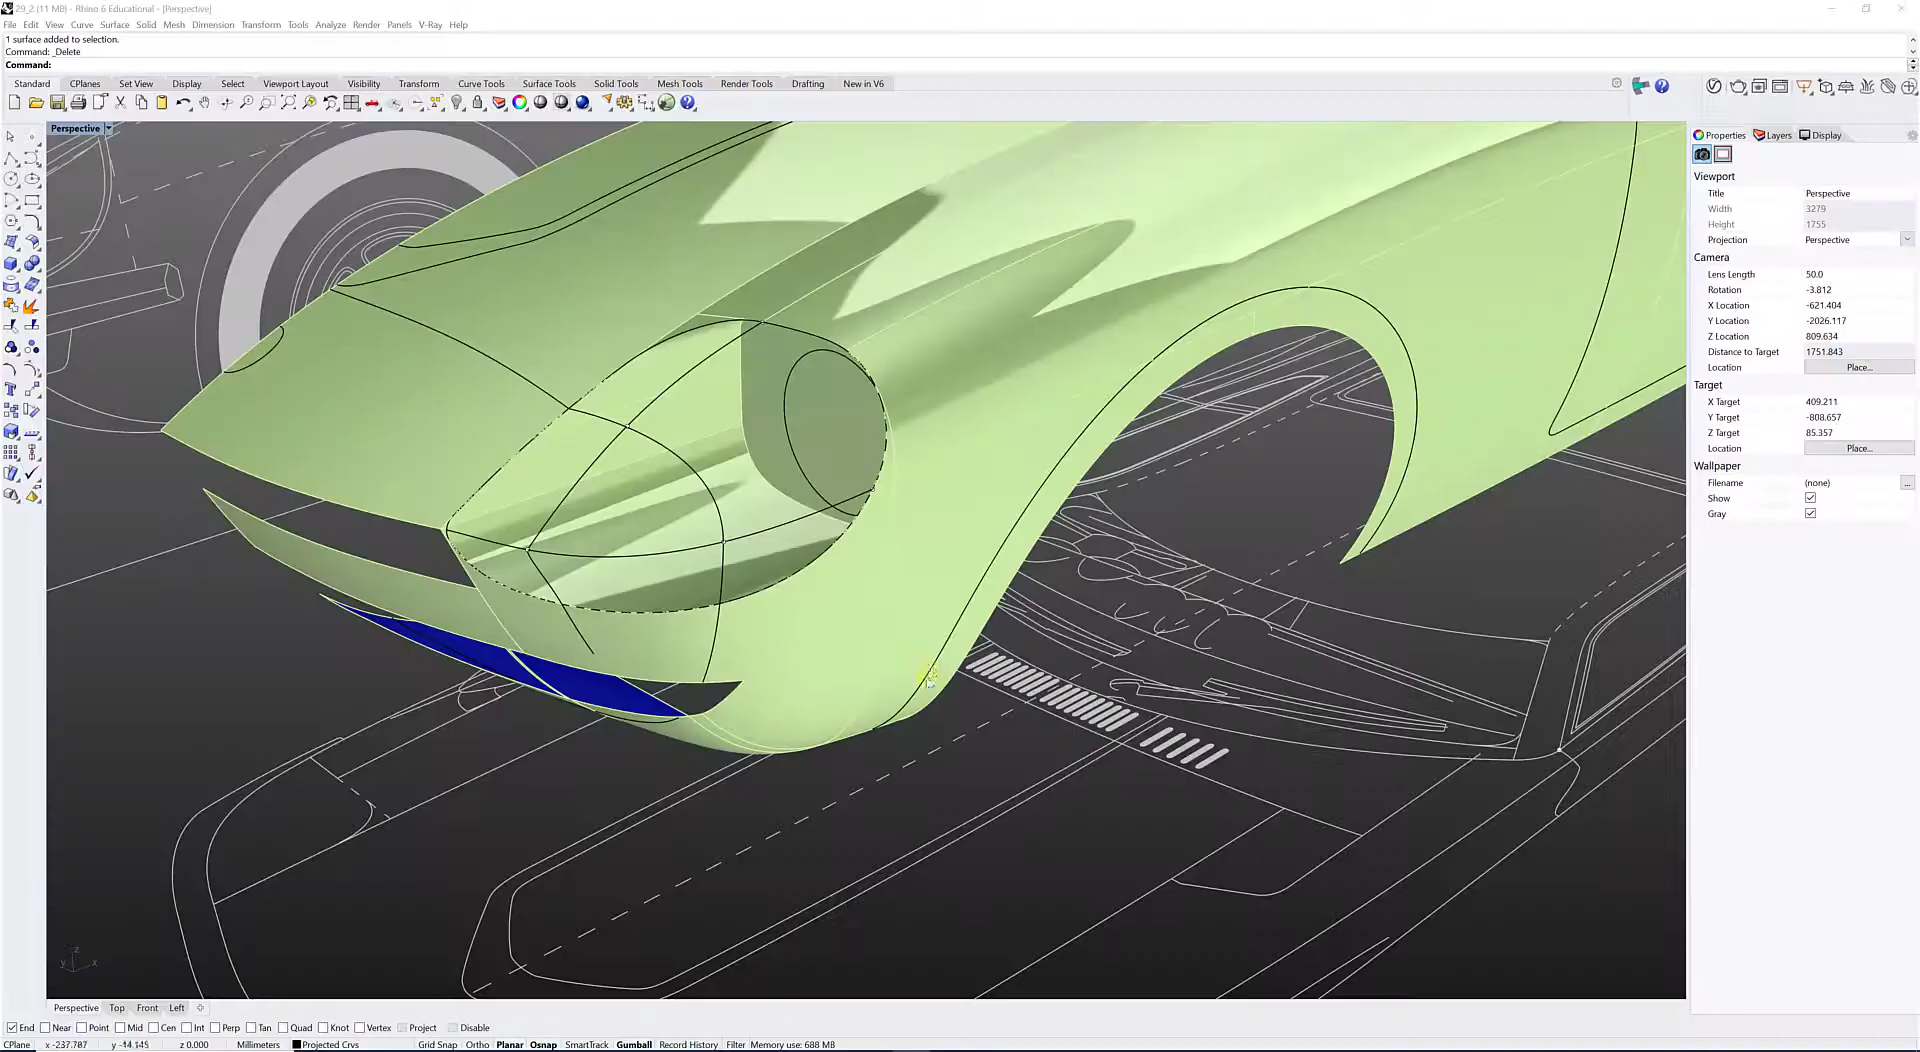 29_2 (11 MB) - Rhino 6 Educational - [Perspective]
File Edit View Curve Surface Solid Mesh Dimension Transform Tools Analyze Render Panels V-Ray Help
1 surface added to selection.
Command: _Delete
Command:
Standard CPlanes Set View Display Select Viewport Layout Visibility Transform Curve Tools Surface Tools Solid Tools Mesh Tools Render Tools Drafting New in V6
Perspective
Properties Layers Display
Viewport
Title Perspective
Width 3279
Height 1755
Projection Perspective
Camera
Lens Length 50.0
Rotation -3.812
X Location -621.404
Y Location -2026.117
Z Location 809.634
Distance to Target 1751.843
Location Place...
Target
X Target 409.211
Y Target -808.657
Z Target 85.357
Location Place...
Wallpaper
Filename (none) ...
Show
Gray
z
y x
Perspective Top Front Left
End Near Point Mid Cen Int Perp Tan Quad Knot Vertex Project Disable
CPlane x -237.787 y -14.145 z 0.000 Millimeters Projected Crvs Grid Snap Ortho Planar Osnap SmartTrack Gumball Record History Filter Memory use: 688 MB